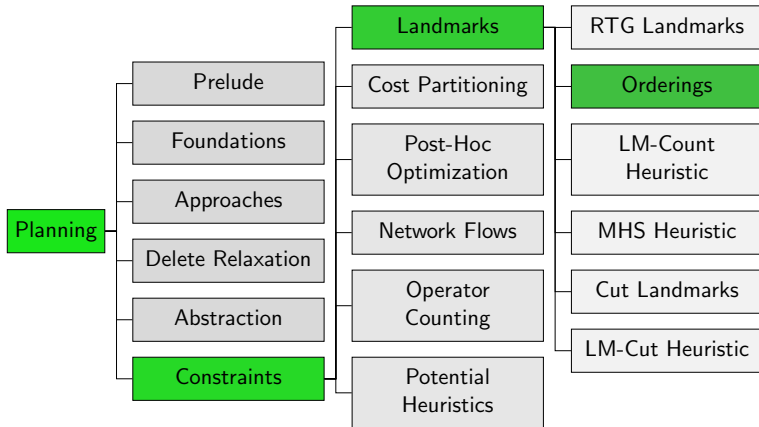 Planning
Prelude
Foundations
Approaches
Delete Relaxation
Abstraction
Constraints
Landmarks
Cost Partitioning
Post-Hoc
Optimization
Network Flows
Operator
Counting
Potential
Heuristics
RTG Landmarks
Orderings
LM-Count
Heuristic
MHS Heuristic
Cut Landmarks
LM-Cut Heuristic